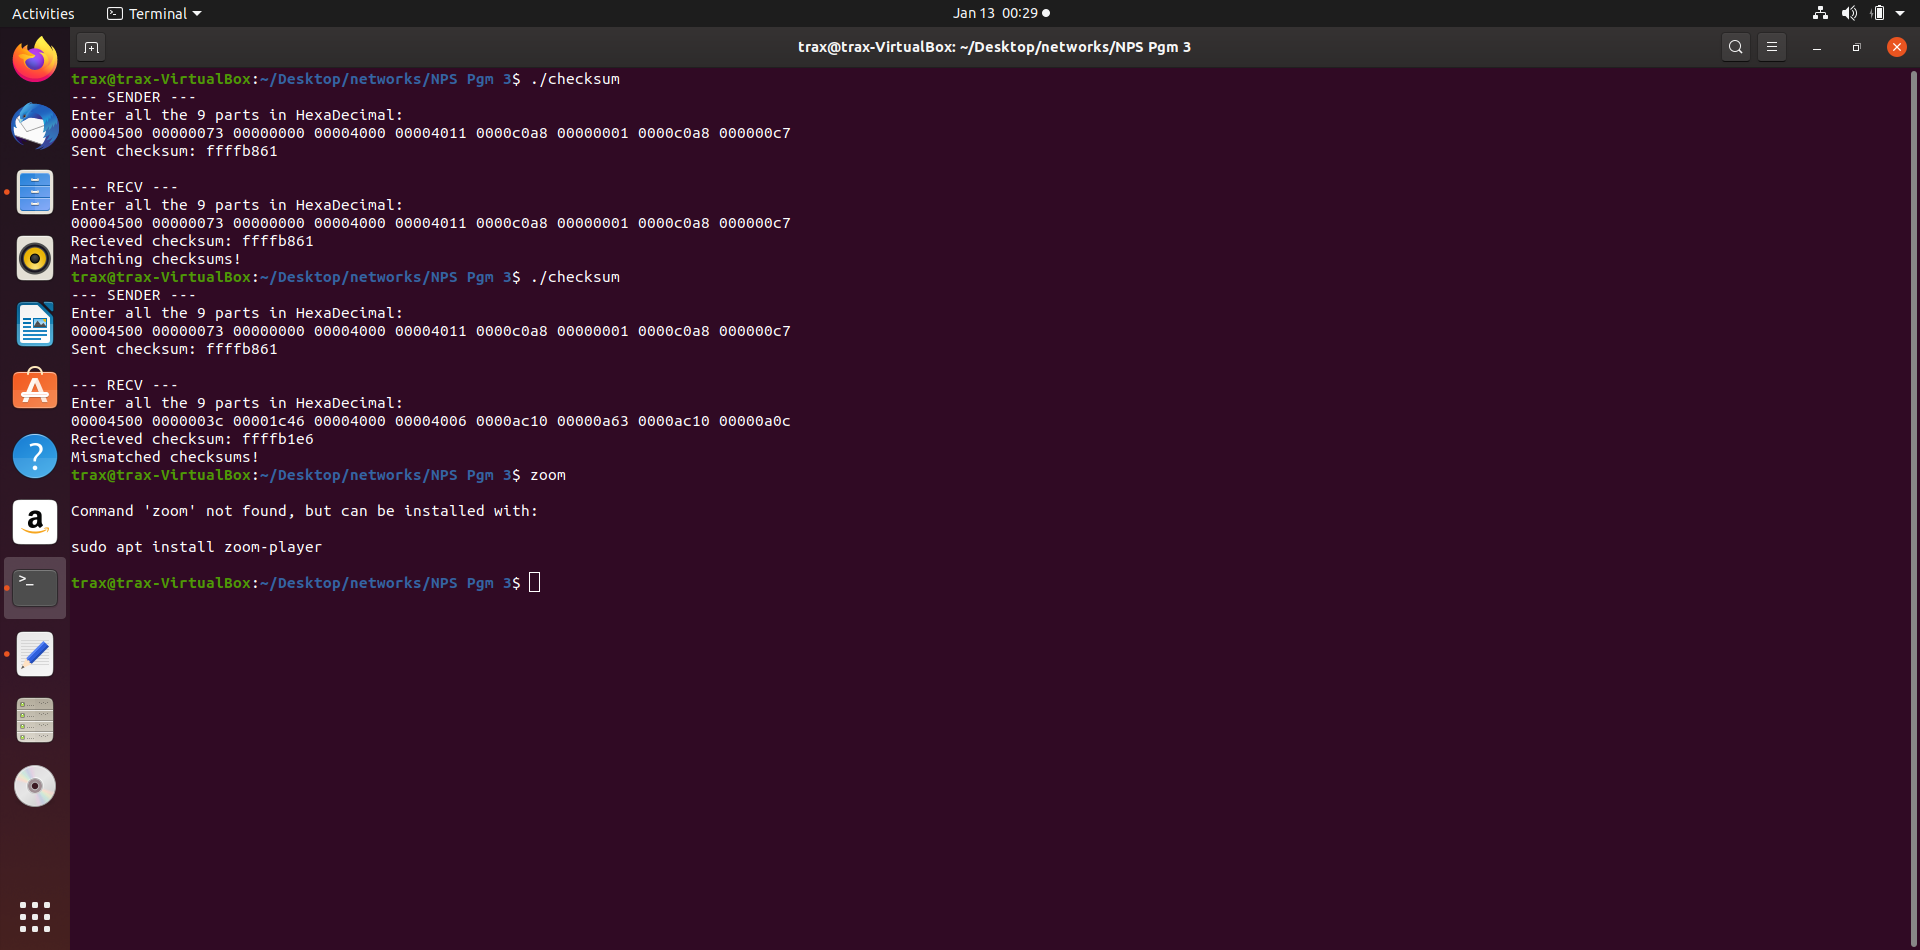 Activities
Terminal
Jan 13 00:29
trax@trax-VirtualBox: ~/Desktop/networks/NPS Pgm 3
trax@trax-VirtualBox:~/Desktop/networks/NPS Pgm 3$ ./checksum
--- SENDER ---
Enter all the 9 parts in HexaDecimal:
00004500 00000073 00000000 00004000 00004011 0000c0a8 00000001 0000c0a8 000000c7
Sent checksum: ffffb861
--- RECV ---
Enter all the 9 parts in HexaDecimal:
00004500 00000073 00000000 00004000 00004011 0000c0a8 00000001 0000c0a8 000000c7
Recieved checksum: ffffb861
Matching checksums!
trax@trax-VirtualBox:~/Desktop/networks/NPS Pgm 3$ ./checksum
--- SENDER ---
Enter all the 9 parts in HexaDecimal:
00004500 00000073 00000000 00004000 00004011 0000c0a8 00000001 0000c0a8 000000c7
Sent checksum: ffffb861
--- RECV ---
Enter all the 9 parts in HexaDecimal:
00004500 0000003c 00001c46 00004000 00004006 0000ac10 00000a63 0000ac10 00000a0c
Recieved checksum: ffffb1e6
Mismatched checksums!
trax@trax-VirtualBox:~/Desktop/networks/NPS Pgm 3$ zoom
Command 'zoom' not found, but can be installed with:
sudo apt install zoom-player
trax@trax-VirtualBox:~/Desktop/networks/NPS Pgm 3$